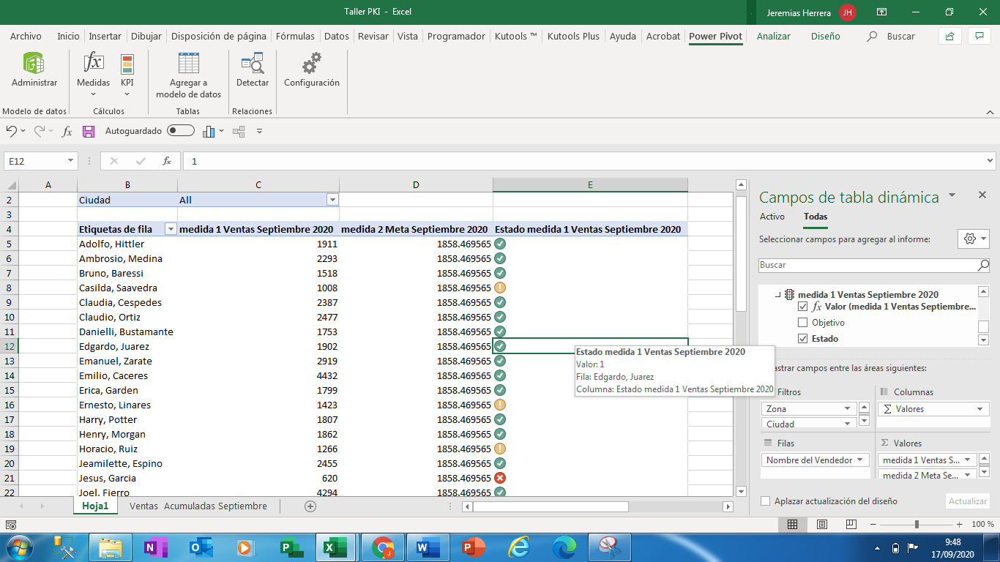 Taller PKI - Excel
Jeremias Herrera JH
Archivo Inicio Insertar Dibujar Disposición de página Fórmulas Datos Revisar Vista Programador Kutools ™ Kutools Plus Ayuda Acrobat Power Pivot Analizar Diseño Buscar
Administrar Medidas KPI Agregar a modelo de datos Detectar Configuración
Modelo de datos Cálculos Tablas Relaciones
fx Autoguardado
E12 fx 1
A B C D E
2 Ciudad All
3
4 Etiquetas de fila medida 1 Ventas Septiembre 2020 medida 2 Meta Septiembre 2020 Estado medida 1 Ventas Septiembre 2020
5 Adolfo, Hittler 1911 1858.469565
6 Ambrosio, Medina 2293 1858.469565
7 Bruno, Baressi 1518 1858.469565
8 Casilda, Saavedra 1008 1858.469565
9 Claudia, Cespedes 2387 1858.469565
10 Claudio, Ortiz 2477 1858.469565
11 Danielli, Bustamante 1753 1858.469565
12 Edgardo, Juarez 1902 1858.469565
13 Emanuel, Zarate 2919 1858.469565
14 Emilio, Caceres 4432 1858.469565
15 Erica, Garden 1799 1858.469565
16 Ernesto, Linares 1423 1858.469565
17 Harry, Potter 1807 1858.469565
18 Henry, Morgan 1862 1858.469565
19 Horacio, Ruiz 1266 1858.469565
20 Jeamilette, Espino 2455 1858.469565
21 Jesus, Garcia 620 1858.469565
22 Joel, Fierro 4294 1858.469565
Estado medida 1 Ventas Septiembre 2020
Valor: 1
Fila: Edgardo, Juarez
Columna: Estado medida 1 Ventas Septiembre 2020
Campos de tabla dinámica
Activo Todas
Seleccionar campos para agregar al informe:
Buscar
medida 1 Ventas Septiembre 2020
fx Valor (medida 1 Ventas Septiembre...
Objetivo
Estado
astrar campos entre las áreas siguientes:
Filtros Columnas
Zona Σ Valores
Ciudad
Filas Σ Valores
Nombre del Vendedor medida 1 Ventas S...
medida 2 Meta Se...
Aplazar actualización del diseño Actualizar
Hoja1 Ventas Acumuladas Septiembre
100 %
9:48
17/09/2020